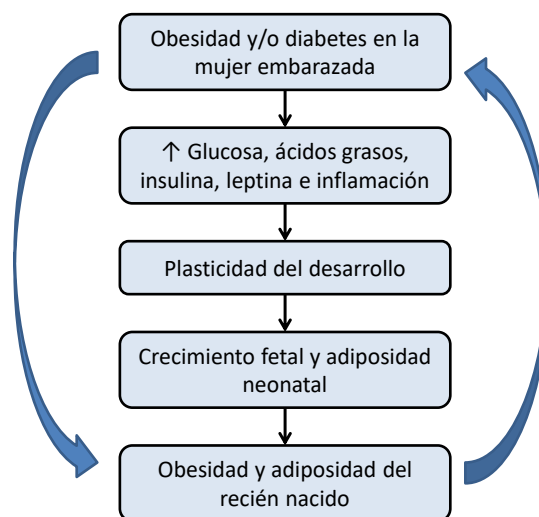 Obesidad y/o diabetes en la
mujer embarazada
↑ Glucosa, ácidos grasos,
insulina, leptina e inflamación
Plasticidad del desarrollo
Crecimiento fetal y adiposidad
neonatal
Obesidad y adiposidad del
recién nacido